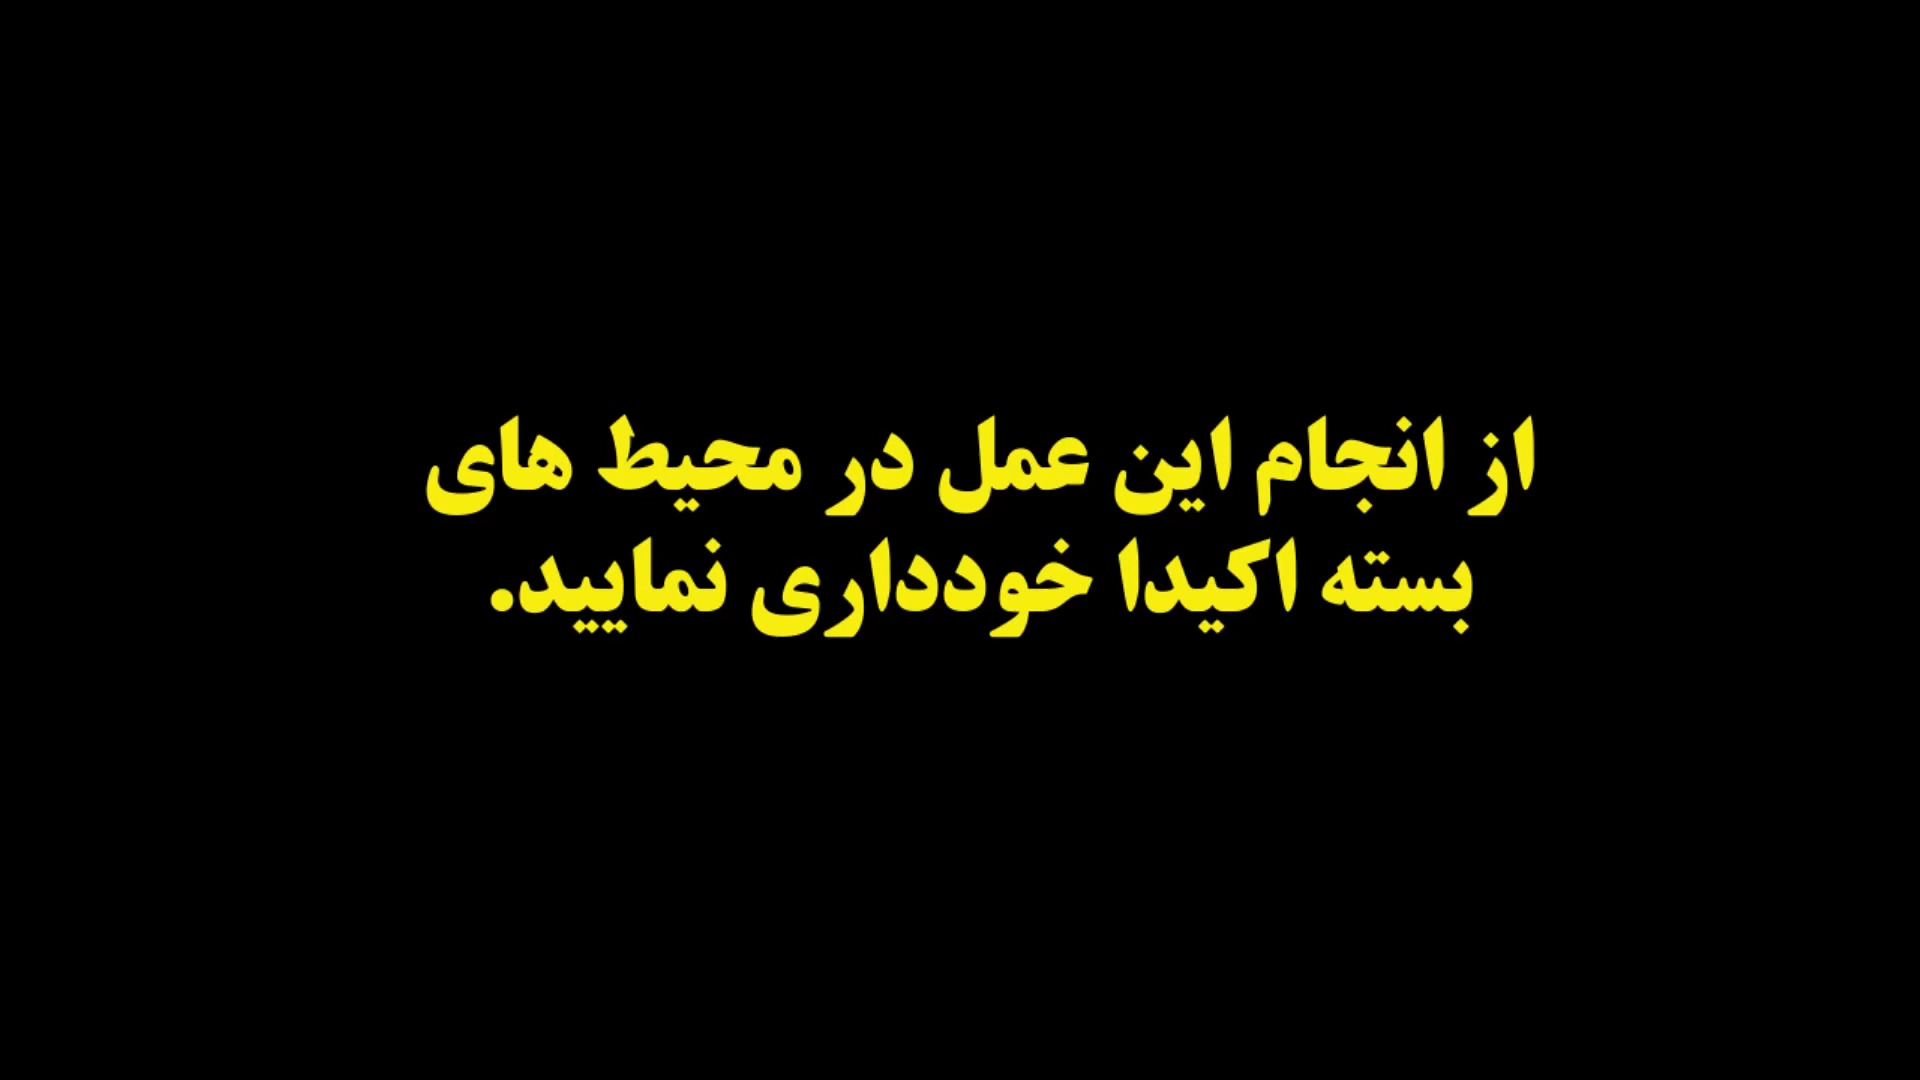 از انجام این عمل در محیط های
بسته اکیدا خودداری نمایید.